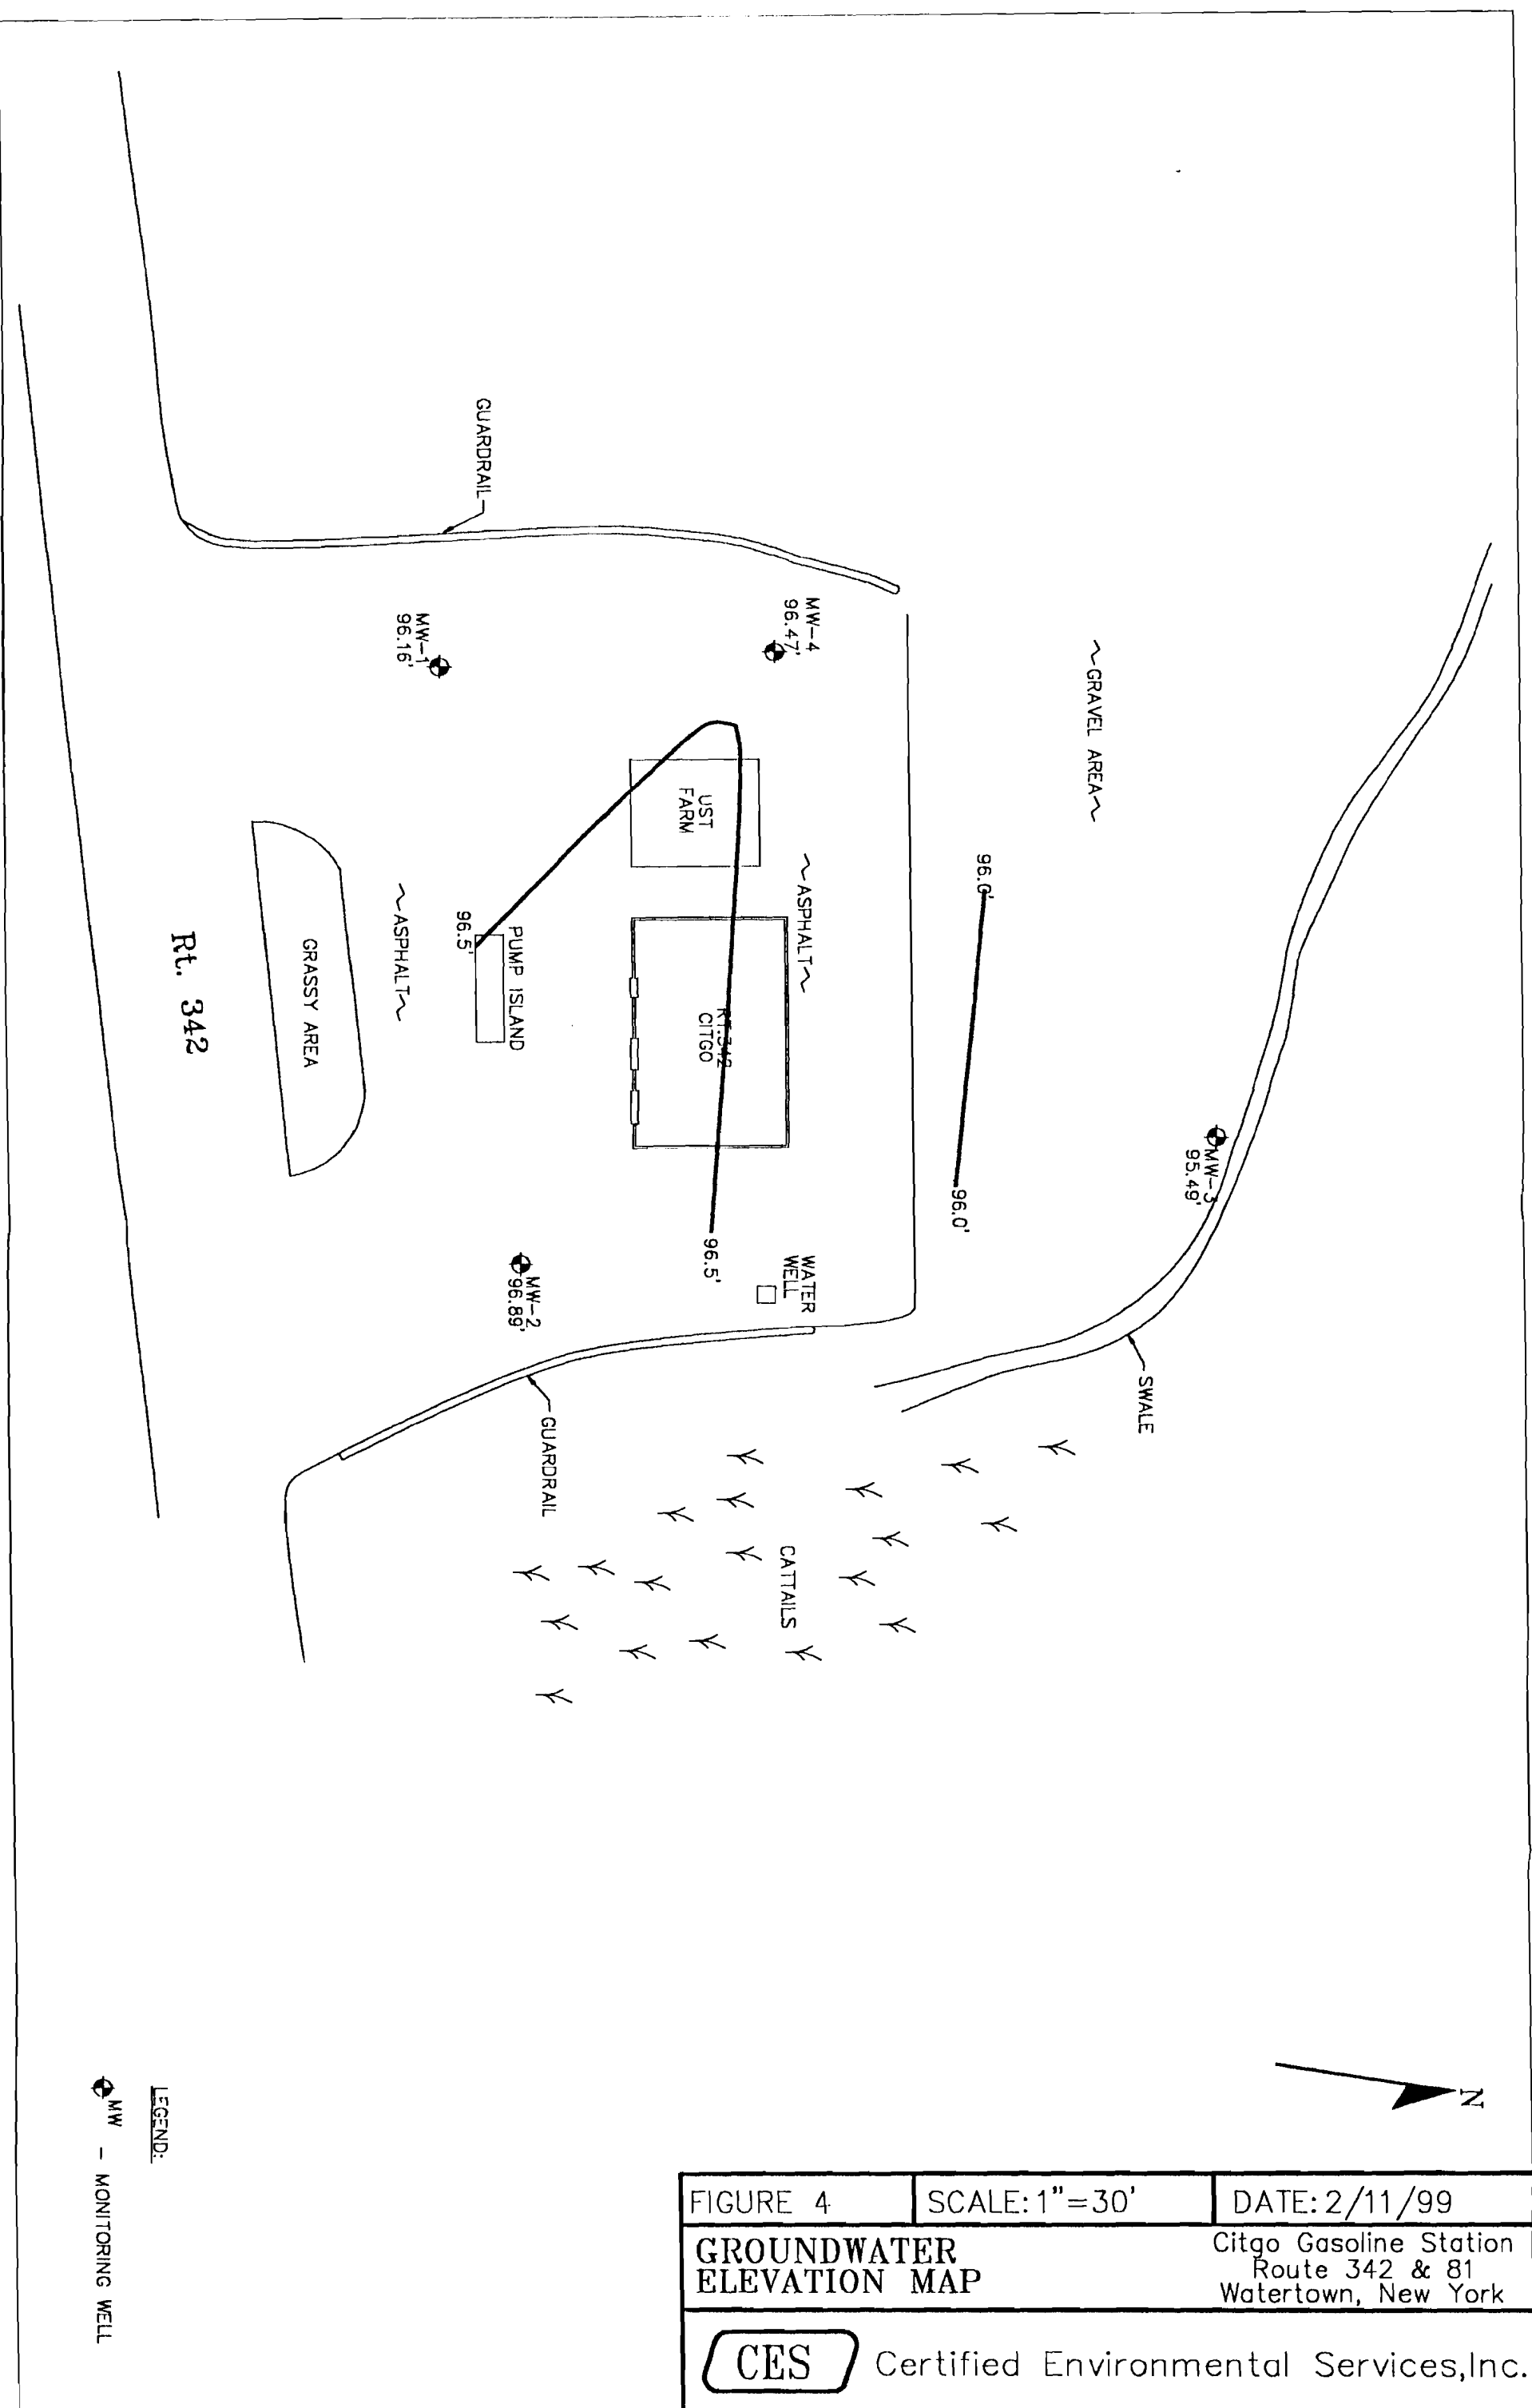 GUARDRAIL
MW-4
96.47'
MW-1
96.16'
~GRAVEL AREA~
UST
FARM
~ASPHALT~
96.0'
96.0'
RT.342
CITGO
PUMP ISLAND
96.5'
~ASPHALT~
GRASSY AREA
Rt. 342
MW-3
95.49'
96.5'
WATER
WELL
MW-2
96.89'
SWALE
GUARDRAIL
CATTAILS
N
LEGEND:
MW - MONITORING WELL
FIGURE 4 SCALE: 1"=30' DATE: 2/11/99
GROUNDWATER
ELEVATION MAP
Citgo Gasoline Station
Route 342 & 81
Watertown, New York
CES Certified Environmental Services,Inc.